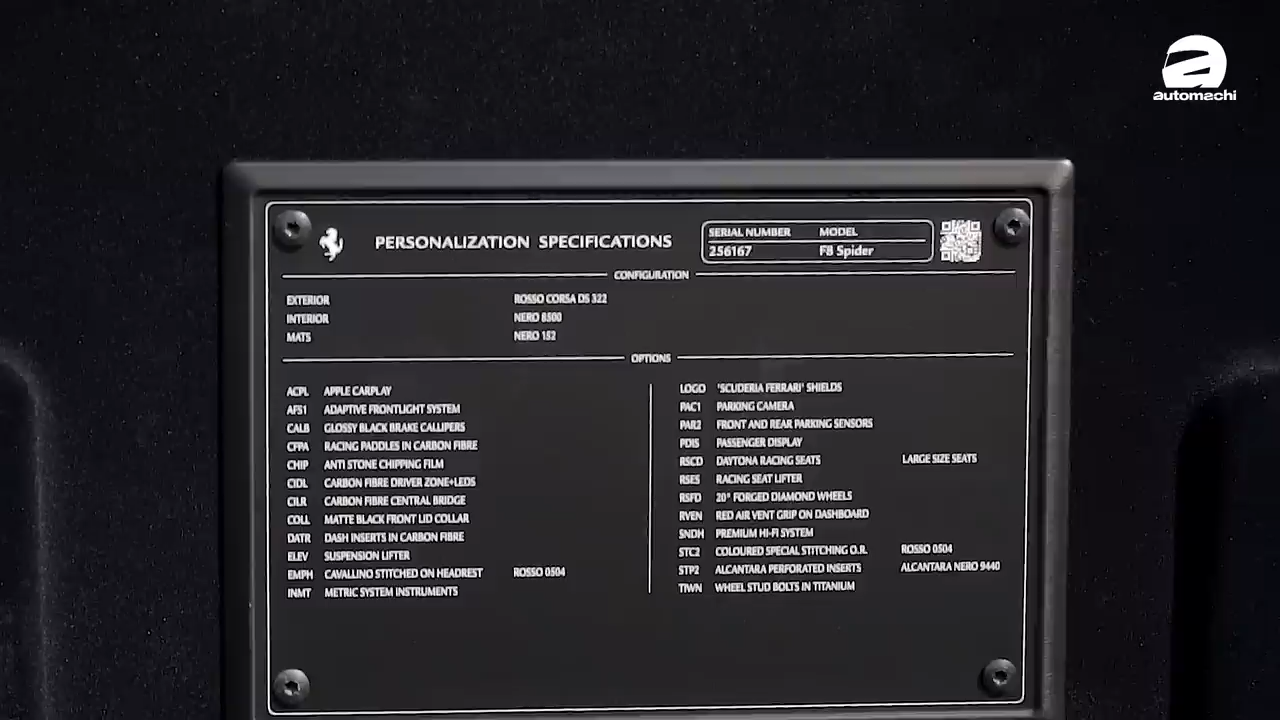 automachi
PERSONALIZATION SPECIFICATIONS
SERIAL NUMBER MODEL
256167 F8 Spider
CONFIGURATION
EXTERIOR ROSSO CORSA DS 322
INTERIOR NERO 8500
MATS NERO 152
OPTIONS
ACPL APPLE CARPLAY
AFS1 ADAPTIVE FRONTLIGHT SYSTEM
CALB GLOSSY BLACK BRAKE CALLIPERS
CFPA RACING PADDLES IN CARBON FIBRE
CHIP ANTI STONE CHIPPING FILM
CIDL CARBON FIBRE DRIVER ZONE+LEDS
CILR CARBON FIBRE CENTRAL BRIDGE
COLL MATTE BLACK FRONT LID COLLAR
DATR DASH INSERTS IN CARBON FIBRE
ELEV SUSPENSION LIFTER
EMPH CAVALLINO STITCHED ON HEADREST ROSSO 0504
INMT METRIC SYSTEM INSTRUMENTS
LOGO 'SCUDERIA FERRARI' SHIELDS
PAC1 PARKING CAMERA
PAR2 FRONT AND REAR PARKING SENSORS
PDIS PASSENGER DISPLAY
RSCD DAYTONA RACING SEATS LARGE SIZE SEATS
RSES RACING SEAT LIFTER
RSFD 20" FORGED DIAMOND WHEELS
RVEN RED AIR VENT GRIP ON DASHBOARD
SNDH PREMIUM HI-FI SYSTEM
STC2 COLOURED SPECIAL STITCHING O.R. ROSSO 0504
STP2 ALCANTARA PERFORATED INSERTS ALCANTARA NERO 9440
TIWN WHEEL STUD BOLTS IN TITANIUM